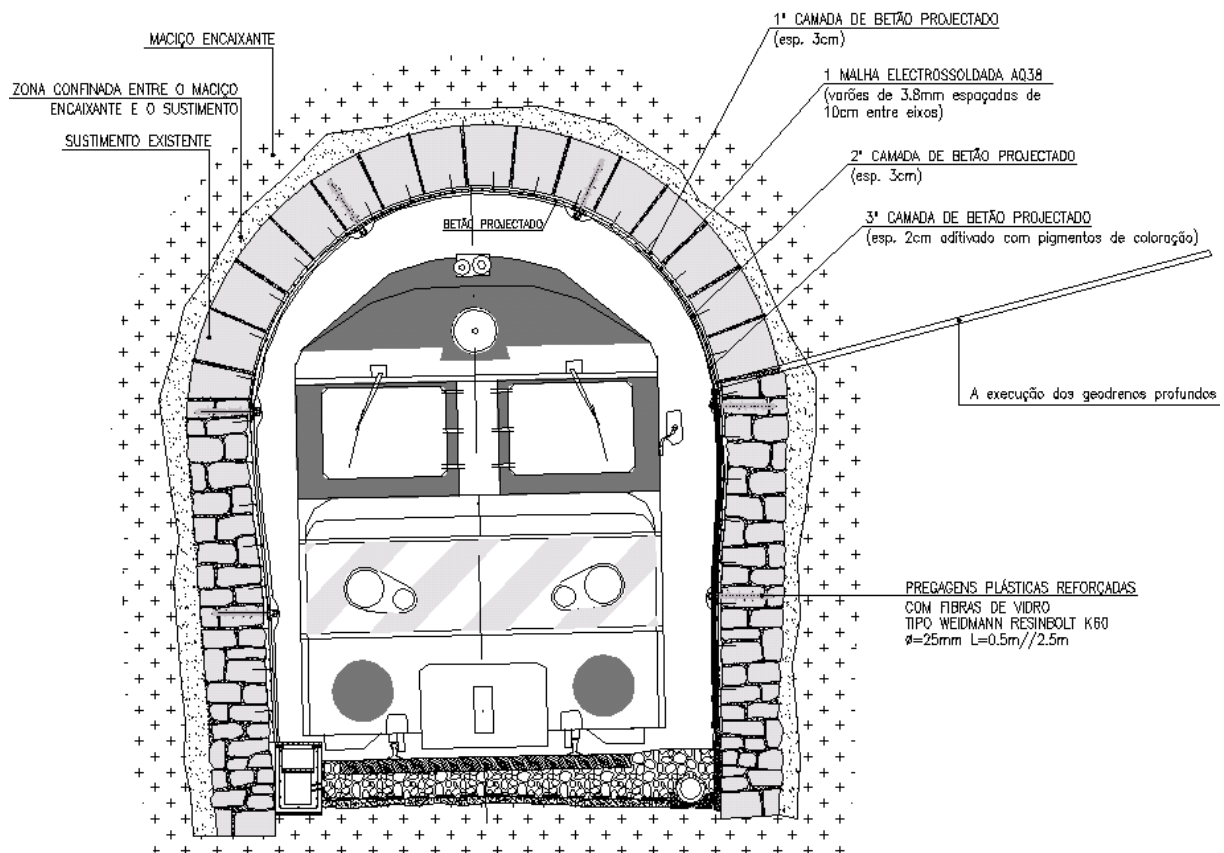 1ª CAMADA DE BETÃO PROJECTADO
(esp. 3cm)
MACIÇO ENCAIXANTE
1 MALHA ELECTROSSOLDADA AQ38
(varões de 3.8mm espaçadas de
10cm entre eixos)
ZONA CONFINADA ENTRE O MACIÇO
ENCAIXANTE E O SUSTIMENTO
SUSTIMENTO EXISTENTE
2ª CAMADA DE BETÃO PROJECTADO
(esp. 3cm)
3ª CAMADA DE BETÃO PROJECTADO
(esp. 2cm aditivado com pigmentos de coloração)
BETÃO PROJECTADO
A execução dos geodrenos profundos
PREGAGENS PLÁSTICAS REFORÇADAS
COM FIBRAS DE VIDRO
TIPO WEIDMANN RESINBOLT K60
ø=25mm L=0.5m//2.5m